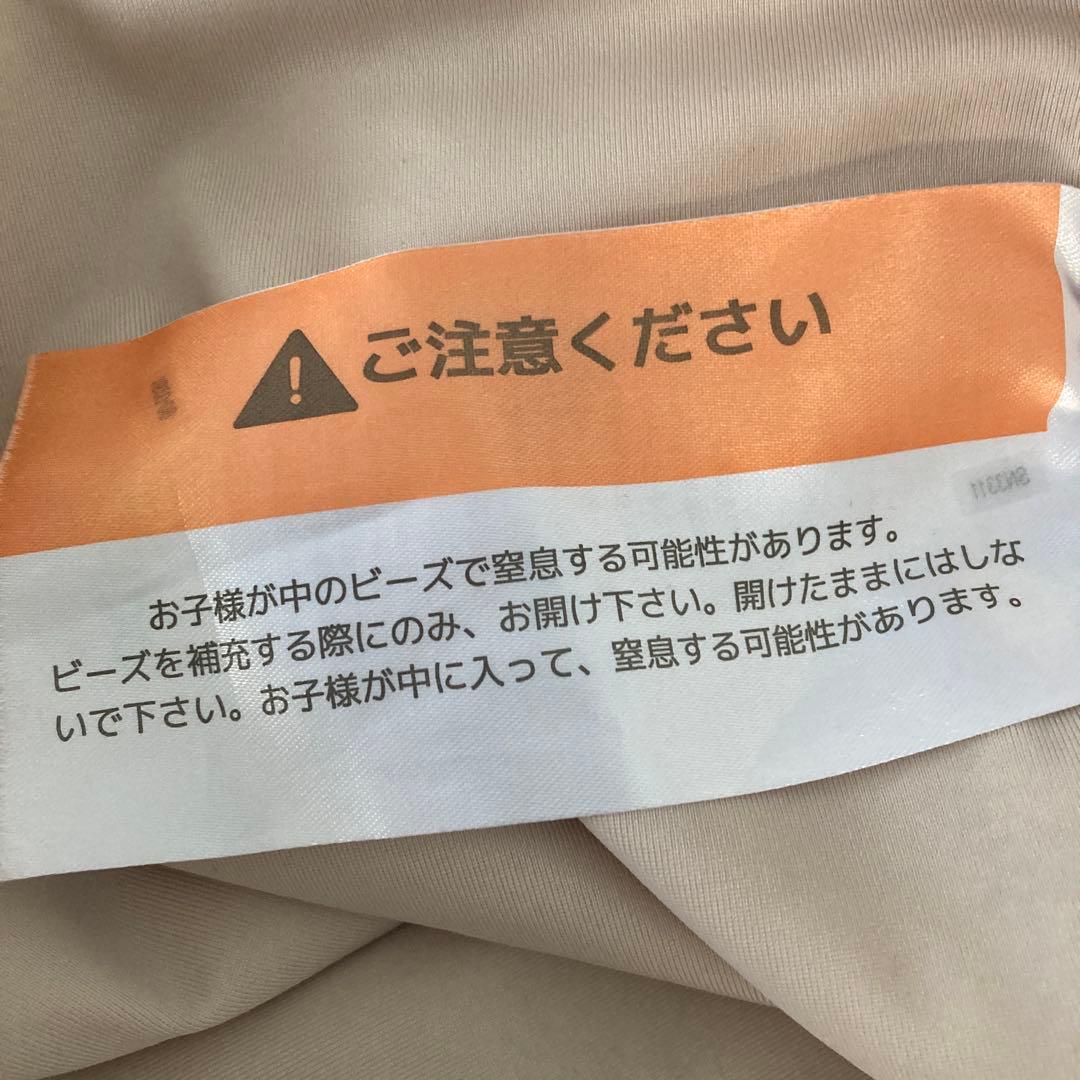 ご注意ください
SN3311
お子様が中のビーズで窒息する可能性があります。
ビーズを補充する際にのみ、お開け下さい。開けたままにはしな
いで下さい。お子様が中に入って、窒息する可能性があります。